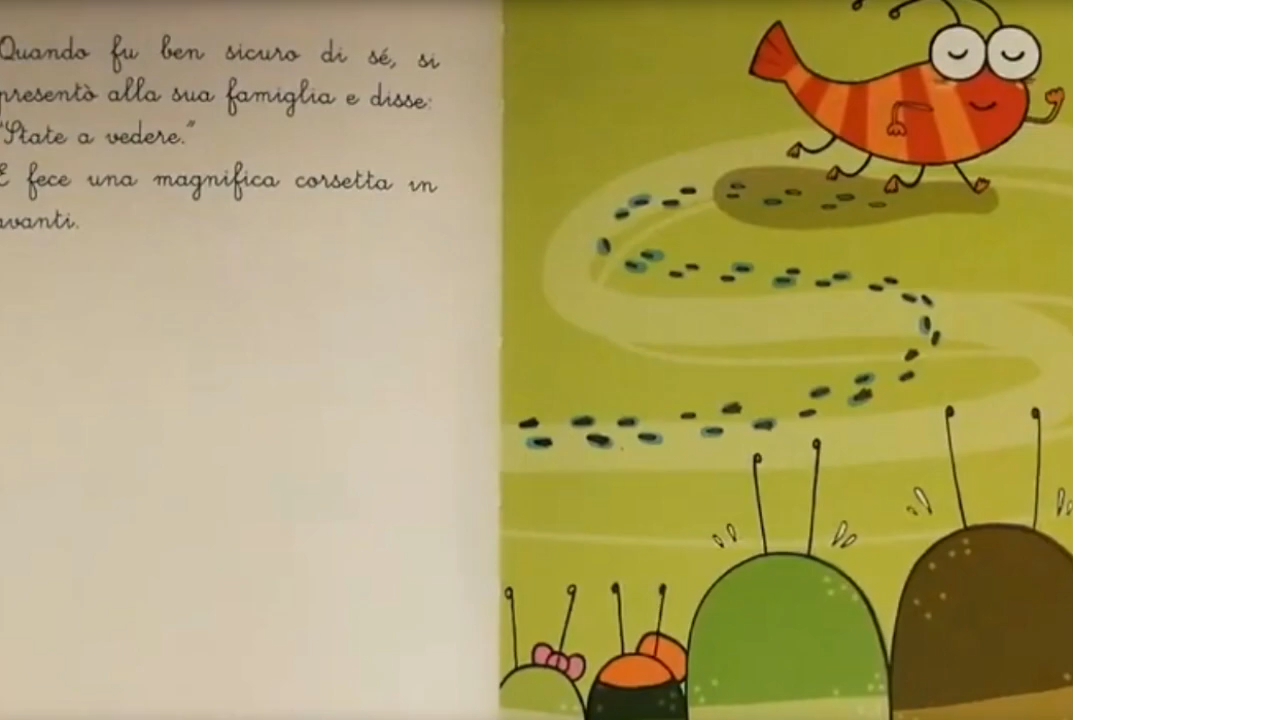 Quando fu ben sicuro di sé, si
presentò alla sua famiglia e disse:
"State a vedere."
E fece una magnifica corsetta in
avanti.